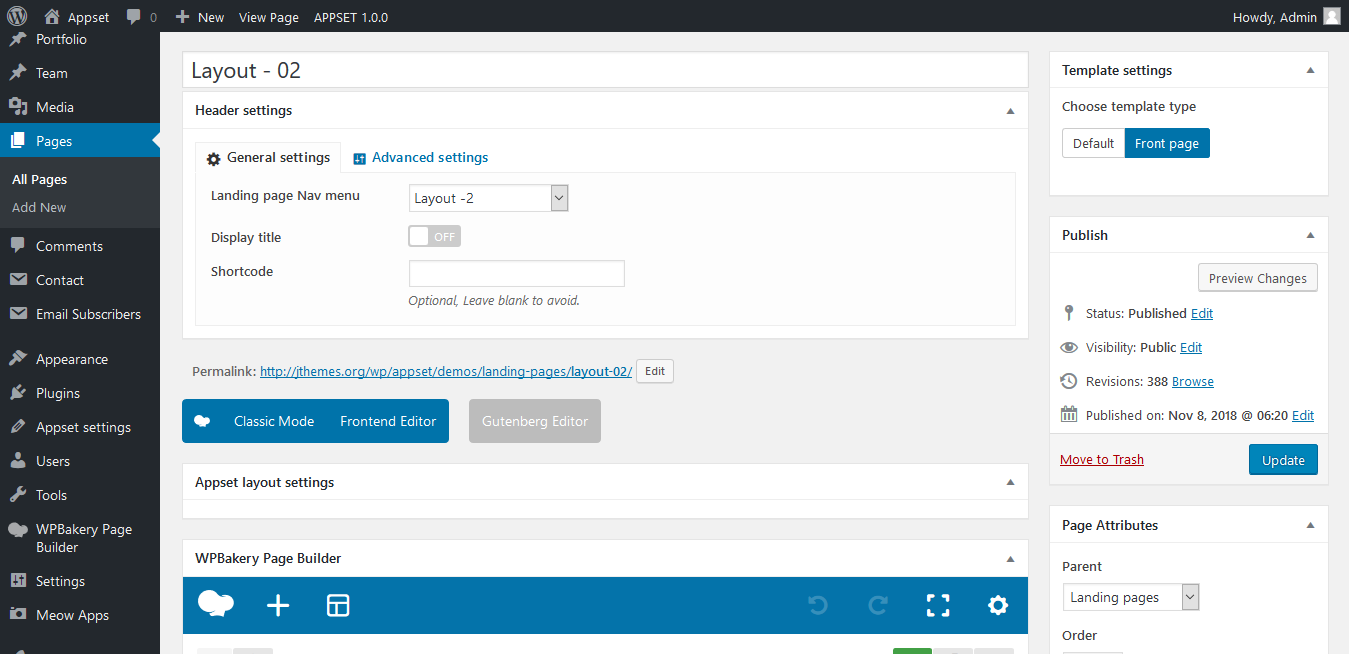 Appset 0 New View Page APPSET 1.0.0 Howdy, Admin
Portfolio
Team
Media
Pages
All Pages
Add New
Comments
Contact
Email Subscribers
Appearance
Plugins
Appset settings
Users
Tools
WPBakery Page
Builder
Settings
Meow Apps
Layout - 02
Header settings
General settings Advanced settings
Landing page Nav menu Layout -2
Display title OFF
Shortcode
Optional, Leave blank to avoid.
Permalink: http://jthemes.org/wp/appset/demos/landing-pages/layout-02/ Edit
Classic Mode Frontend Editor Gutenberg Editor
Appset layout settings
WPBakery Page Builder
Template settings
Choose template type
Default Front page
Publish
Preview Changes
Status: Published Edit
Visibility: Public Edit
Revisions: 388 Browse
Published on: Nov 8, 2018 @ 06:20 Edit
Move to Trash Update
Page Attributes
Parent
Landing pages
Order